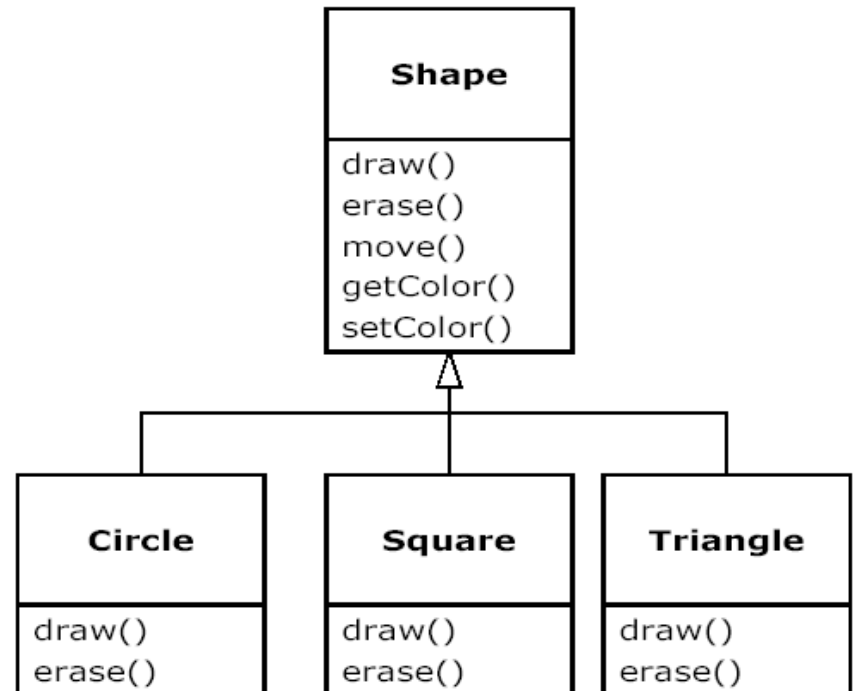 Shape
draw()
erase()
move()
getColor()
setColor()
Circle
draw()
erase()
Square
draw()
erase()
Triangle
draw()
erase()